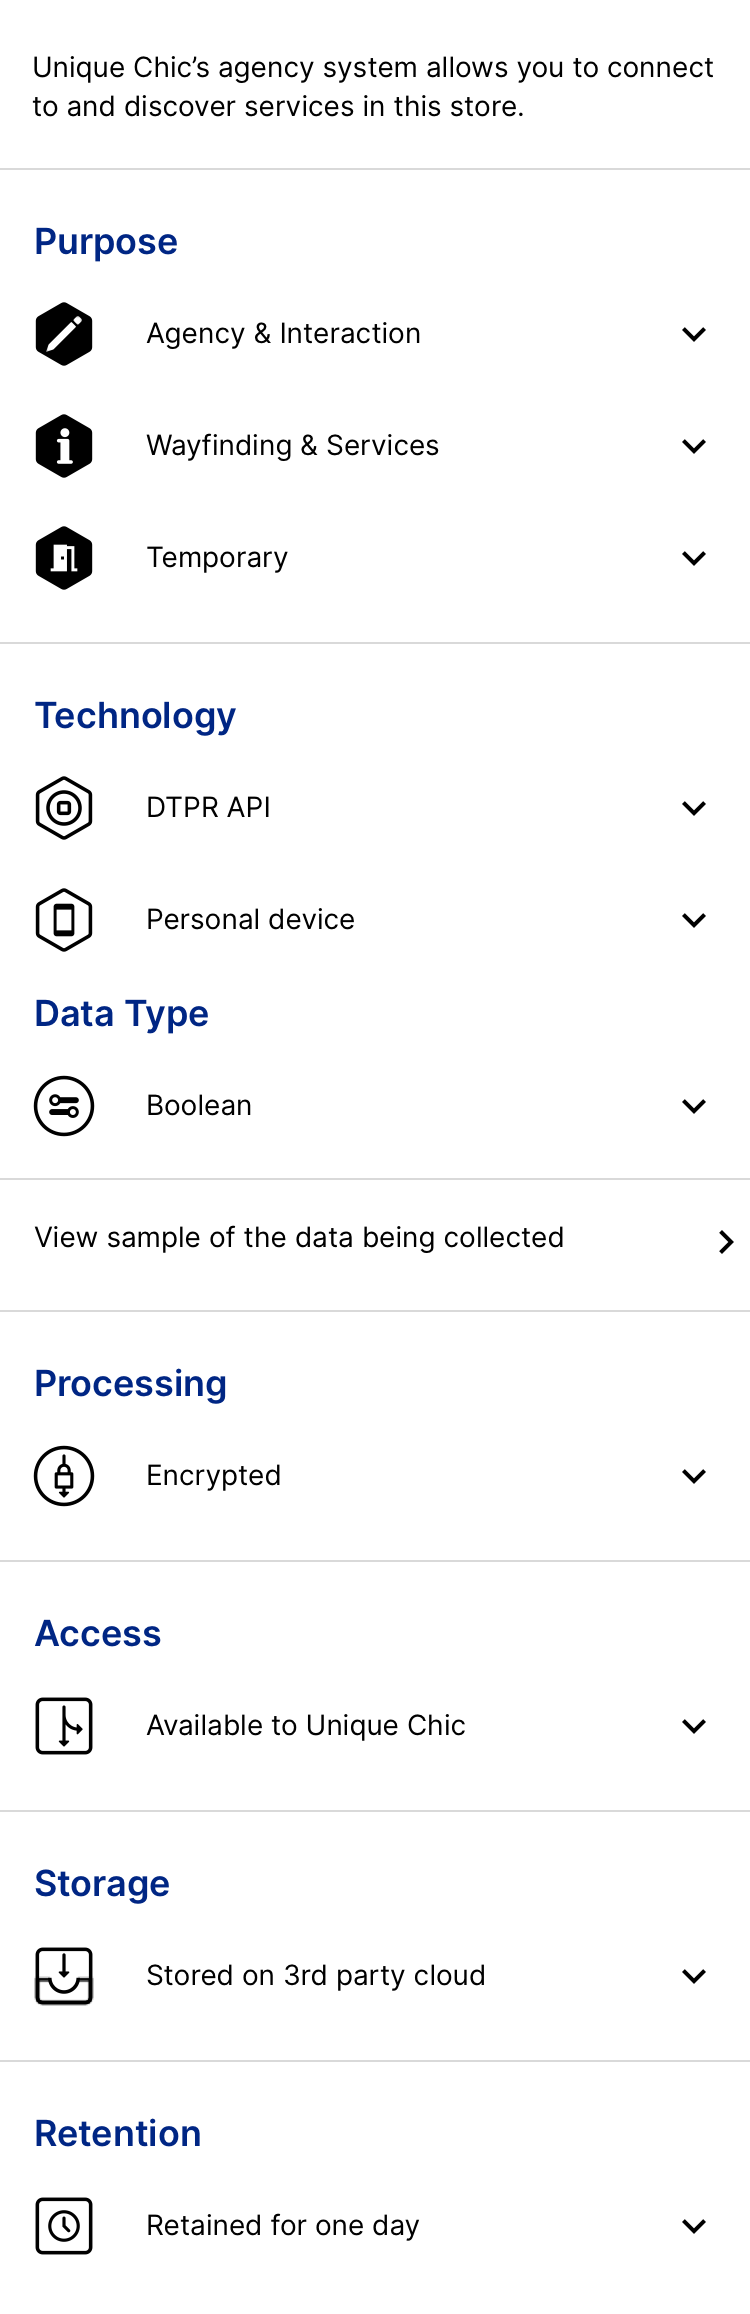 Unique Chic’s agency system allows you to connect
to and discover services in this store.
Purpose
Agency & Interaction
Wayfinding & Services
Temporary
Technology
DTPR API
Personal device
Data Type
Boolean
View sample of the data being collected
Processing
Encrypted
Access
Available to Unique Chic
Storage
Stored on 3rd party cloud
Retention
Retained for one day